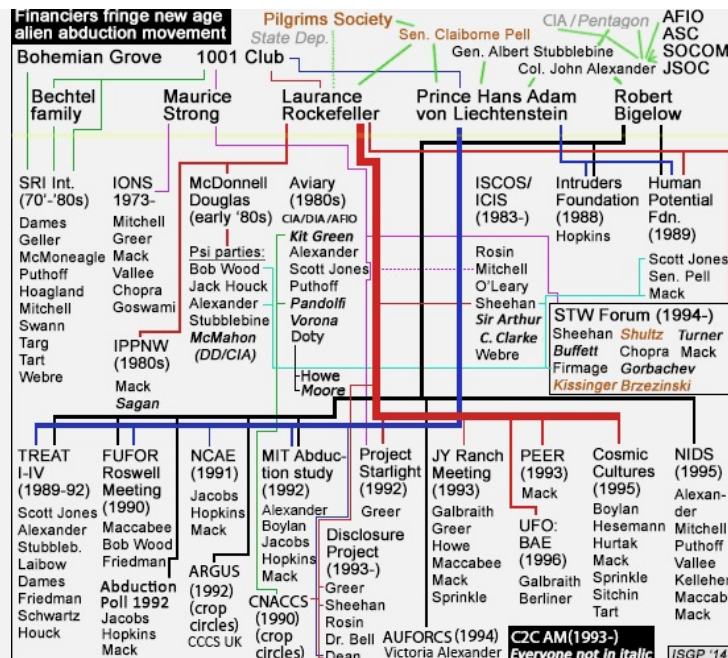 Financiers fringe new age
alien abduction movement
Pilgrims Society
State Dep.
Sen. Claiborne Pell
CIA / Pentagon
AFIO
ASC
SOCOM
JSOC
Gen. Albert Stubblebine
Col. John Alexander
Bohemian Grove
1001 Club
Bechtel
family
Maurice
Strong
Laurance
Rockefeller
Prince Hans Adam
von Liechtenstein
Robert
Bigelow
SRI Int.
(70'-'80s)
Dames
Geller
McMoneagle
Puthoff
Hoagland
Mitchell
Swann
Targ
Tart
Webre
IONS
1973-
Mitchell
Greer
Mack
Vallee
Chopra
Goswami
IPPNW
(1980s)
Mack
Sagan
McDonnell
Douglas
(early '80s)
Psi parties:
Bob Wood
Jack Houck
Alexander
Stubblebine
McMahon
(DD/CIA)
Aviary
(1980s)
CIA/DIA/AFIO
Kit Green
Alexander
Scott Jones
Puthoff
Pandolfi
Vorona
Doty
Howe
Moore
ISCOS/
ICIS
(1983-)
Rosin
Mitchell
O'Leary
Sheehan
Sir Arthur
C. Clarke
Webre
Intruders
Foundation
(1988)
Hopkins
Human
Potential
Fdn.
(1989)
Scott Jones
Sen. Pell
Mack
STW Forum (1994-)
Sheehan Shultz Turner
Buffett Chopra Mack
Firmage Gorbachev
Kissinger Brzezinski
TREAT
I-IV
(1989-92)
Scott Jones
Alexander
Stubbleb.
Laibow
Dames
Friedman
Schwartz
Houck
FUFOR
Roswell
Meeting
(1990)
Maccabee
Bob Wood
Friedman
Abduction
Poll 1992
Jacobs
Hopkins
Mack
NCAE
(1991)
Jacobs
Hopkins
Mack
ARGUS
(1992)
(crop
circles)
CCCS UK
MIT Abduc-
tion study
(1992)
Alexander
Boylan
Jacobs
Hopkins
Mack
CNACCS
(1990)
(crop
circles)
Project
Starlight
(1992)
Greer
Disclosure
Project
(1993-)
Greer
Sheehan
Rosin
Dr. Bell
Dean
JY Ranch
Meeting
(1993)
Galbraith
Greer
Howe
Maccabee
Mack
Sprinkle
AUFORCS (1994)
Victoria Alexander
PEER
(1993)
Mack
UFO:
BAE
(1996)
Galbraith
Berliner
Cosmic
Cultures
(1995)
Boylan
Hesemann
Hurtak
Mack
Sprinkle
Sitchin
Tart
NIDS
(1995)
Alexan-
der
Mitchell
Puthoff
Vallee
Kelleher
Maccab
Mack
C2C AM(1993-)
Everyone not in italic
ISGP '14